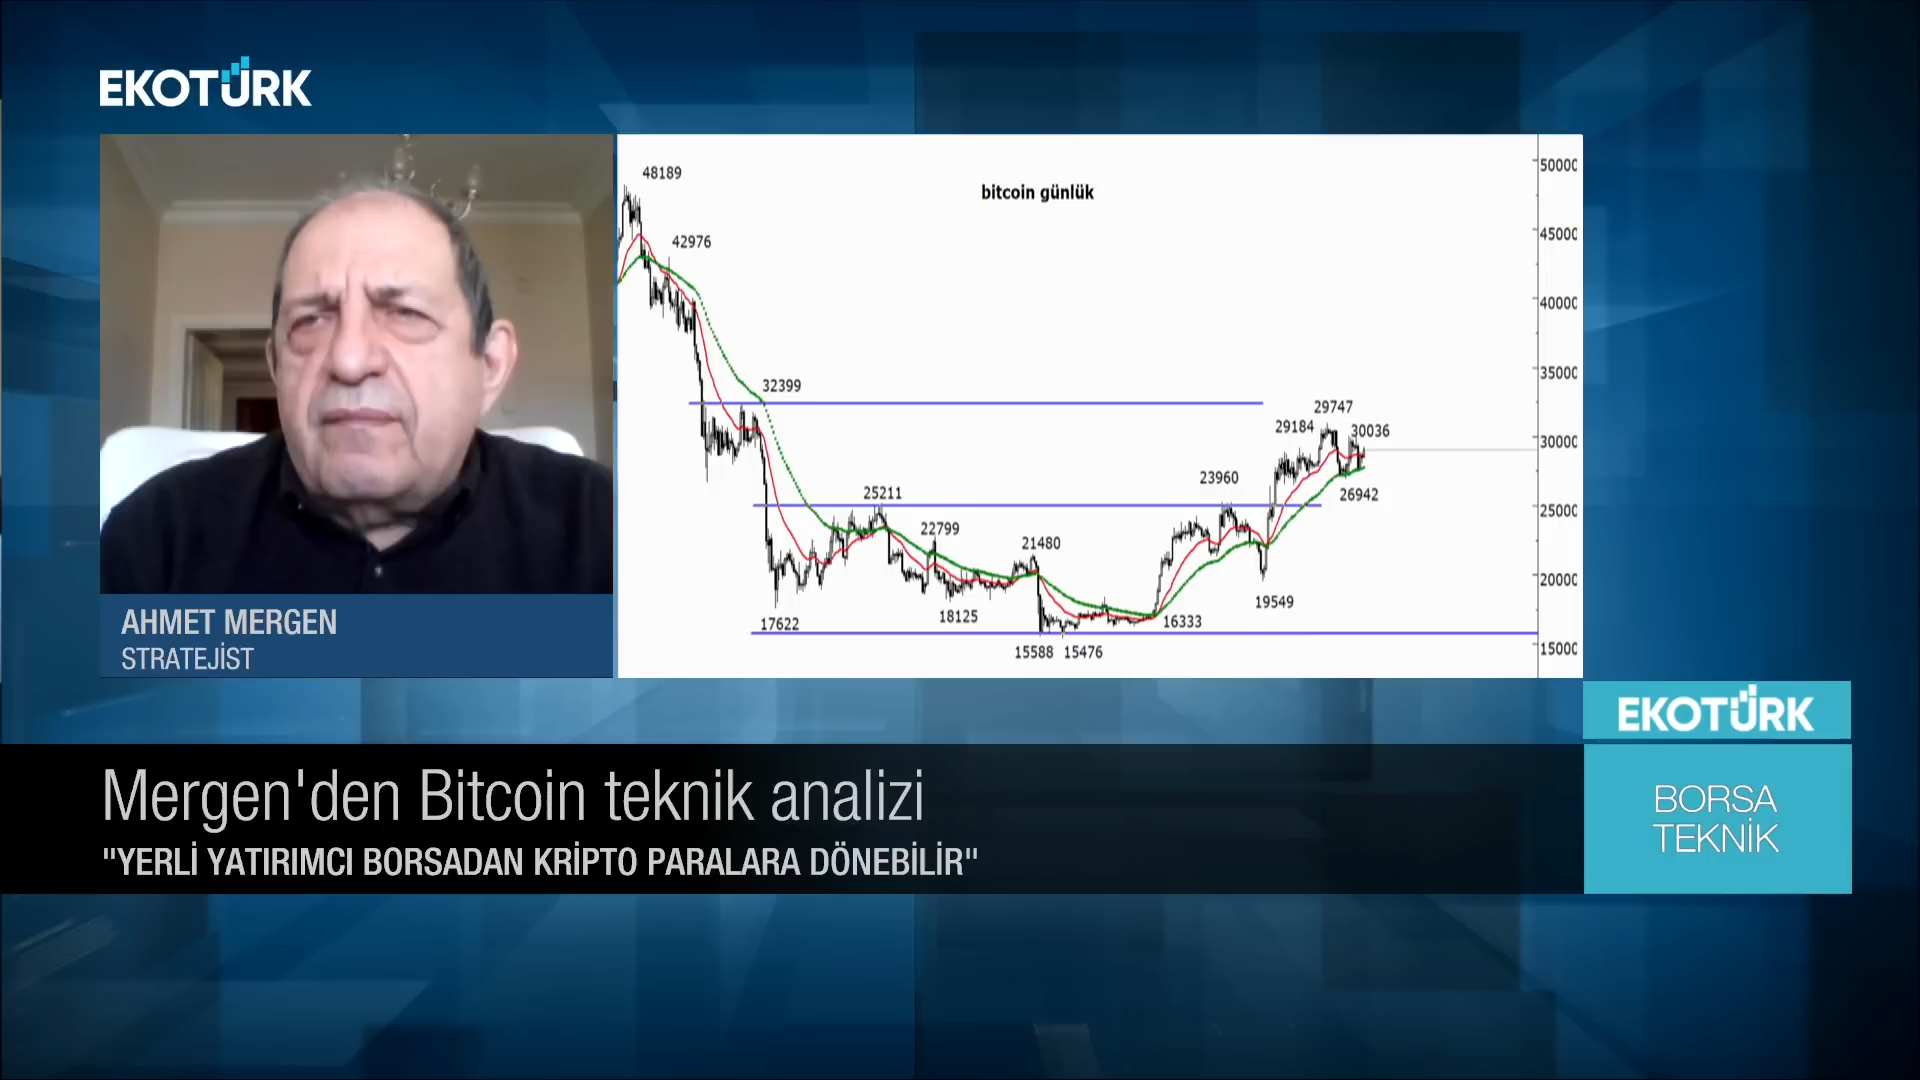 EKOTÜRK
48189
bitcoin günlük
50000
42976
45000
40000
32399
35000
29747
29184
30036
30000
23960
25211
26942
25000
22799
21480
20000
19549
18125
17622
16333
15588
15476
15000
AHMET MERGEN
STRATEJİST
EKOTÜRK
Mergen'den Bitcoin teknik analizi
"YERLİ YATIRIMCI BORSADAN KRİPTO PARALARA DÖNEBİLİR"
BORSA
TEKNİK